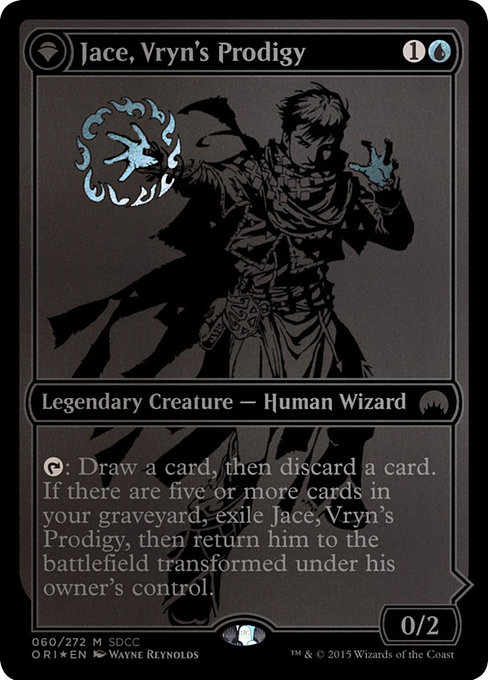 Jace, Vryn's Prodigy 1
Legendary Creature — Human Wizard
: Draw a card, then discard a card.
If there are five or more cards in
your graveyard, exile Jace, Vryn's
Prodigy, then return him to the
battlefield transformed under his
owner's control.
0/2
060/272 M SDCC
ORI★EN Wayne Reynolds
™ & © 2015 Wizards of the Coast